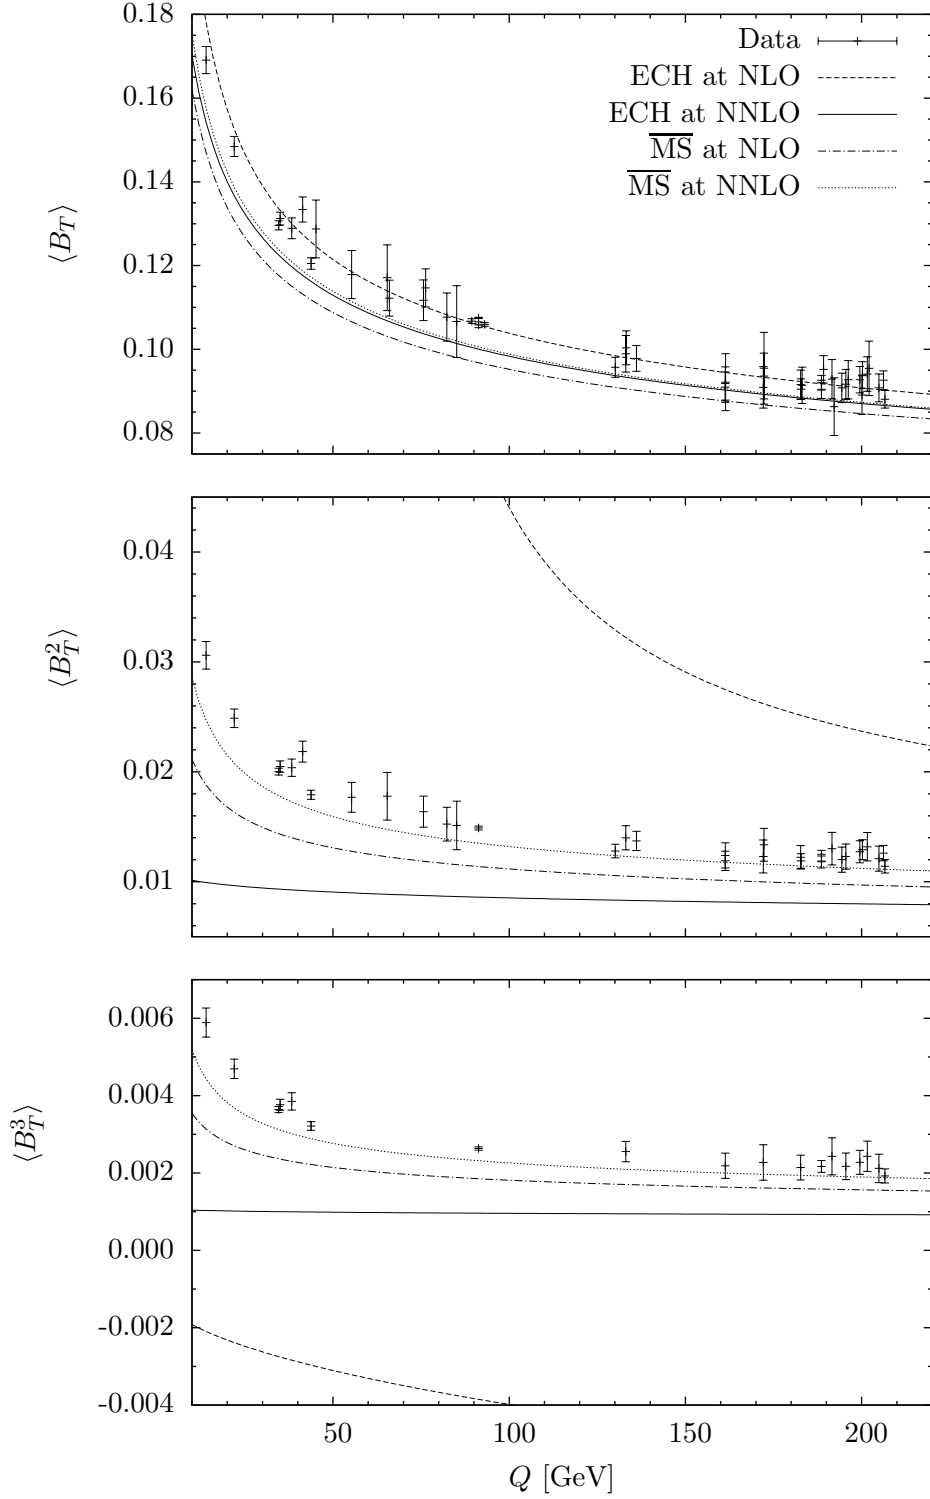 0.18
0.16
0.14
0.12
0.10
0.08
⟨B_T⟩
Data
ECH at NLO
ECH at NNLO
M̅S̅ at NLO
M̅S̅ at NNLO
0.04
0.03
0.02
0.01
⟨B_T^2⟩
0.006
0.004
0.002
0.000
-0.002
-0.004
⟨B_T^3⟩
50 100 150 200
Q [GeV]